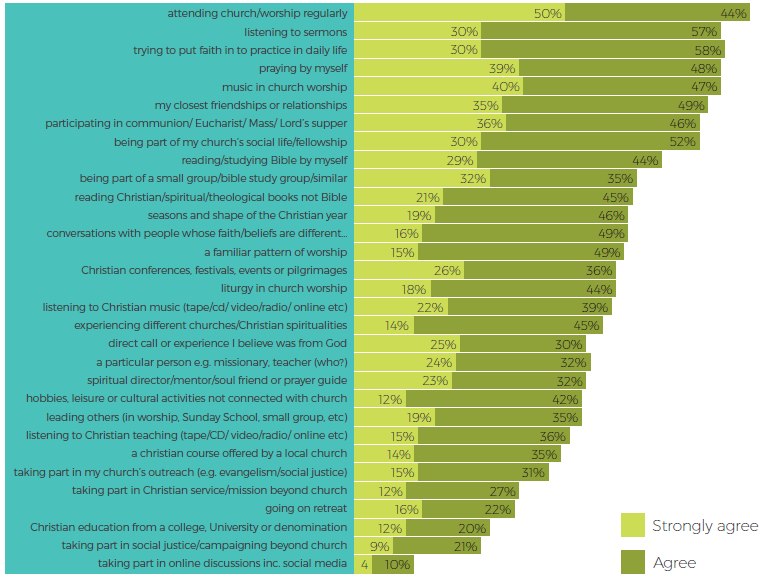 attending church/worship regularly 50% 44%
listening to sermons 30% 57%
trying to put faith in to practice in daily life 30% 58%
praying by myself 39% 48%
music in church worship 40% 47%
my closest friendships or relationships 35% 49%
participating in communion/ Eucharist/ Mass/ Lord's supper 36% 46%
being part of my church's social life/fellowship 30% 52%
reading/studying Bible by myself 29% 44%
being part of a small group/bible study group/similar 32% 35%
reading Christian/spiritual/theological books not Bible 21% 45%
seasons and shape of the Christian year 19% 46%
conversations with people whose faith/beliefs are different... 16% 49%
a familiar pattern of worship 15% 49%
Christian conferences, festivals, events or pilgrimages 26% 36%
liturgy in church worship 18% 44%
listening to Christian music (tape/cd/ video/radio/ online etc) 22% 39%
experiencing different churches/Christian spiritualities 14% 45%
direct call or experience I believe was from God 25% 30%
a particular person e.g. missionary, teacher (who?) 24% 32%
spiritual director/mentor/soul friend or prayer guide 23% 32%
hobbies, leisure or cultural activities not connected with church 12% 42%
leading others (in worship, Sunday School, small group, etc) 19% 35%
listening to Christian teaching (tape/CD/ video/radio/ online etc) 15% 36%
a christian course offered by a local church 14% 35%
taking part in my church's outreach (e.g. evangelism/social justice) 15% 31%
taking part in Christian service/mission beyond church 12% 27%
going on retreat 16% 22%
Christian education from a college, University or denomination 12% 20%
taking part in social justice/campaigning beyond church 9% 21%
taking part in online discussions inc. social media 4 10%
Strongly agree
Agree